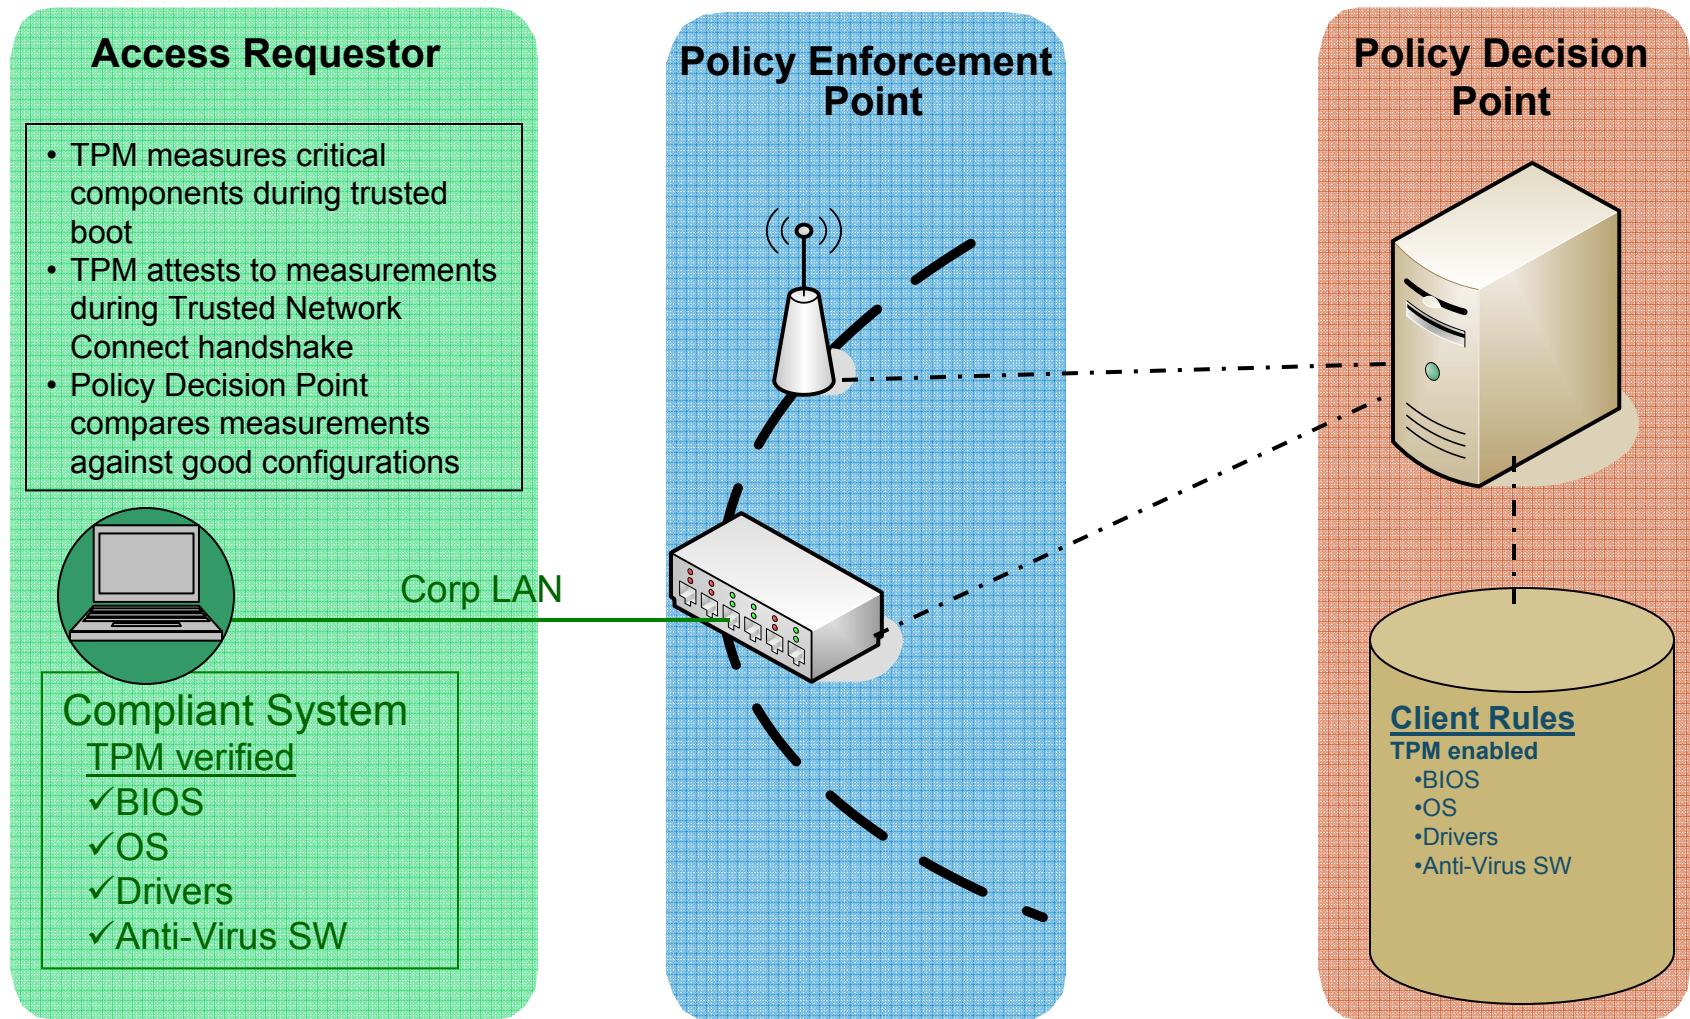 Access Requestor
• TPM measures critical
components during trusted
boot
• TPM attests to measurements
during Trusted Network
Connect handshake
• Policy Decision Point
compares measurements
against good configurations
Corp LAN
Compliant System
TPM verified
✓BIOS
✓OS
✓Drivers
✓Anti-Virus SW
Policy Enforcement
Point
Policy Decision
Point
Client Rules
TPM enabled
•BIOS
•OS
•Drivers
•Anti-Virus SW